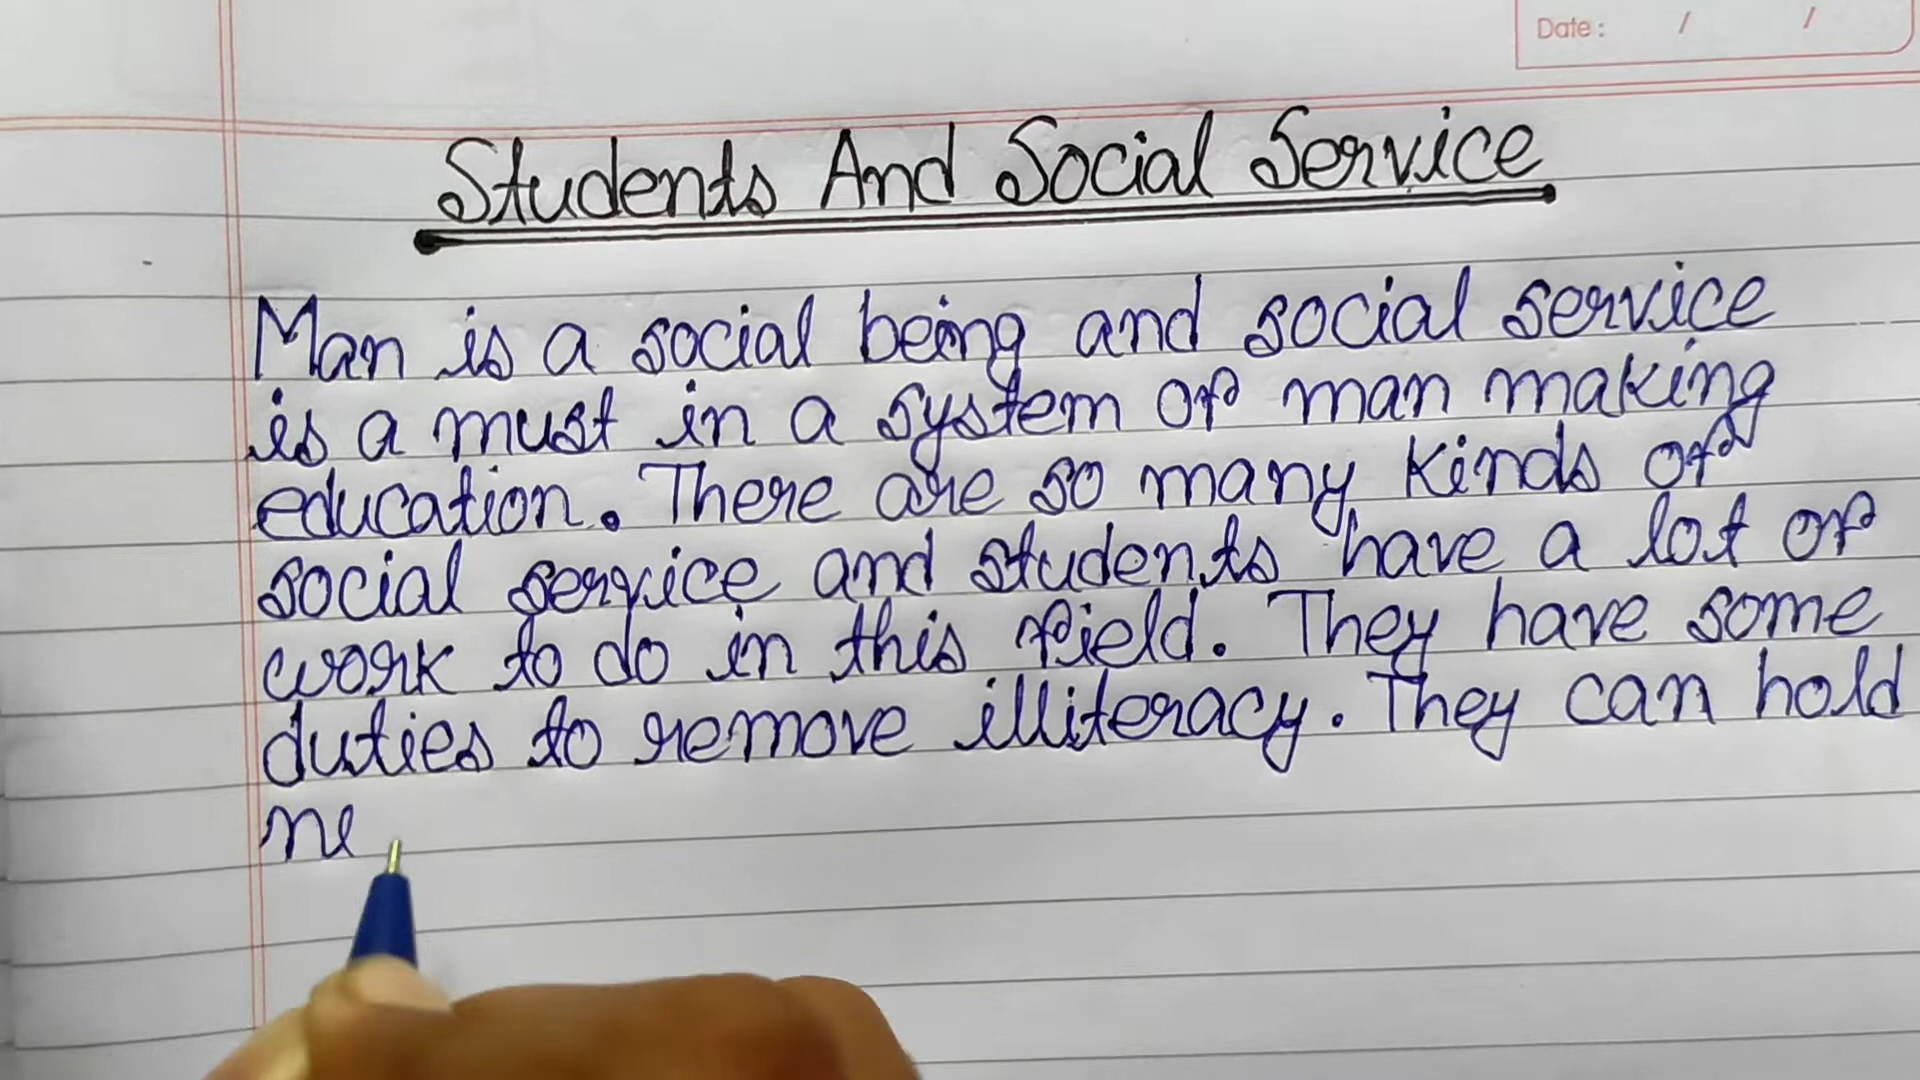 Date : / /
Students And Social Service
Man is a social being and social service
is a must in a system of man making
education. There are so many kinds of
social service and students have a lot of
work to do in this field. They have some
duties to remove illiteracy. They can hold
ne